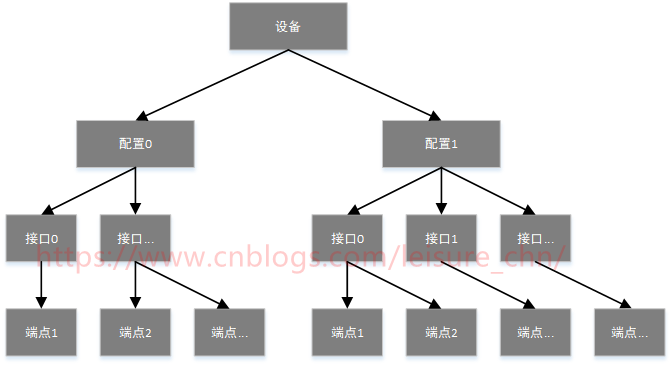 设备
配置0
配置1
接口0
接口...
接口0
接口1
接口...
https://www.cnblogs.com/leisure_chn/
端点1
端点2
端点...
端点1
端点2
端点...
端点...